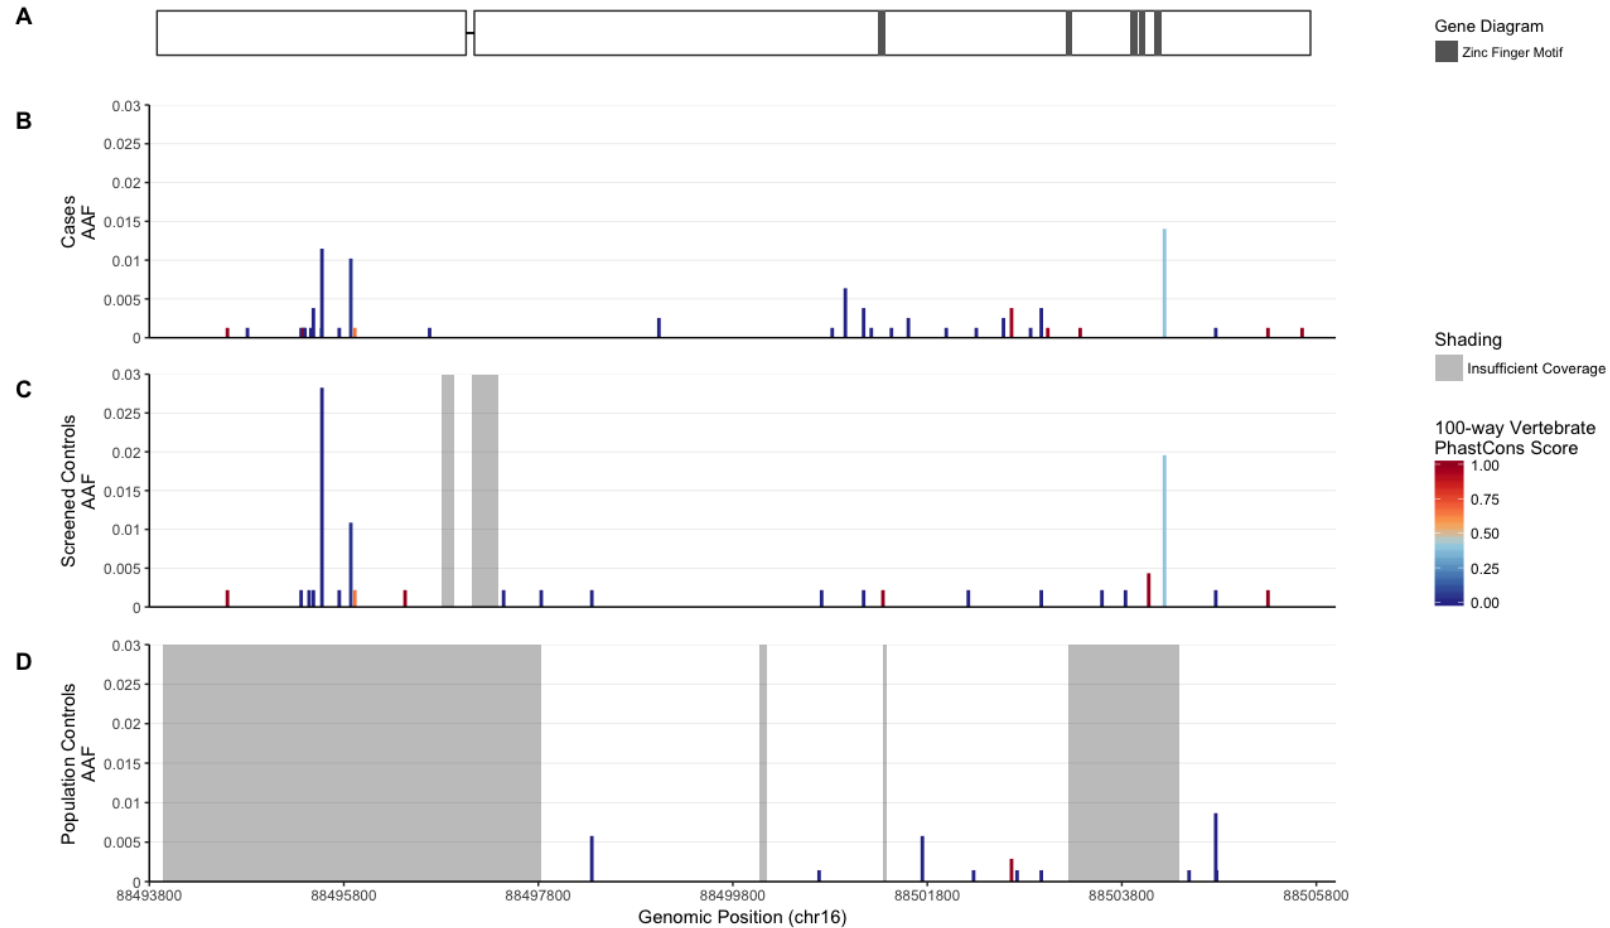 A
Gene Diagram
Zinc Finger Motif
B
0.03
0.025
0.02
0.015
0.01
0.005
0
Cases
AAF
C
0.03
0.025
0.02
0.015
0.01
0.005
0
Screened Controls
AAF
Shading
Insufficient Coverage
100-way Vertebrate
PhastCons Score
1.00
0.75
0.50
0.25
0.00
D
0.03
0.025
0.02
0.015
0.01
0.005
0
Population Controls
AAF
88493800 88495800 88497800 88499800 88501800 88503800 88505800
Genomic Position (chr16)